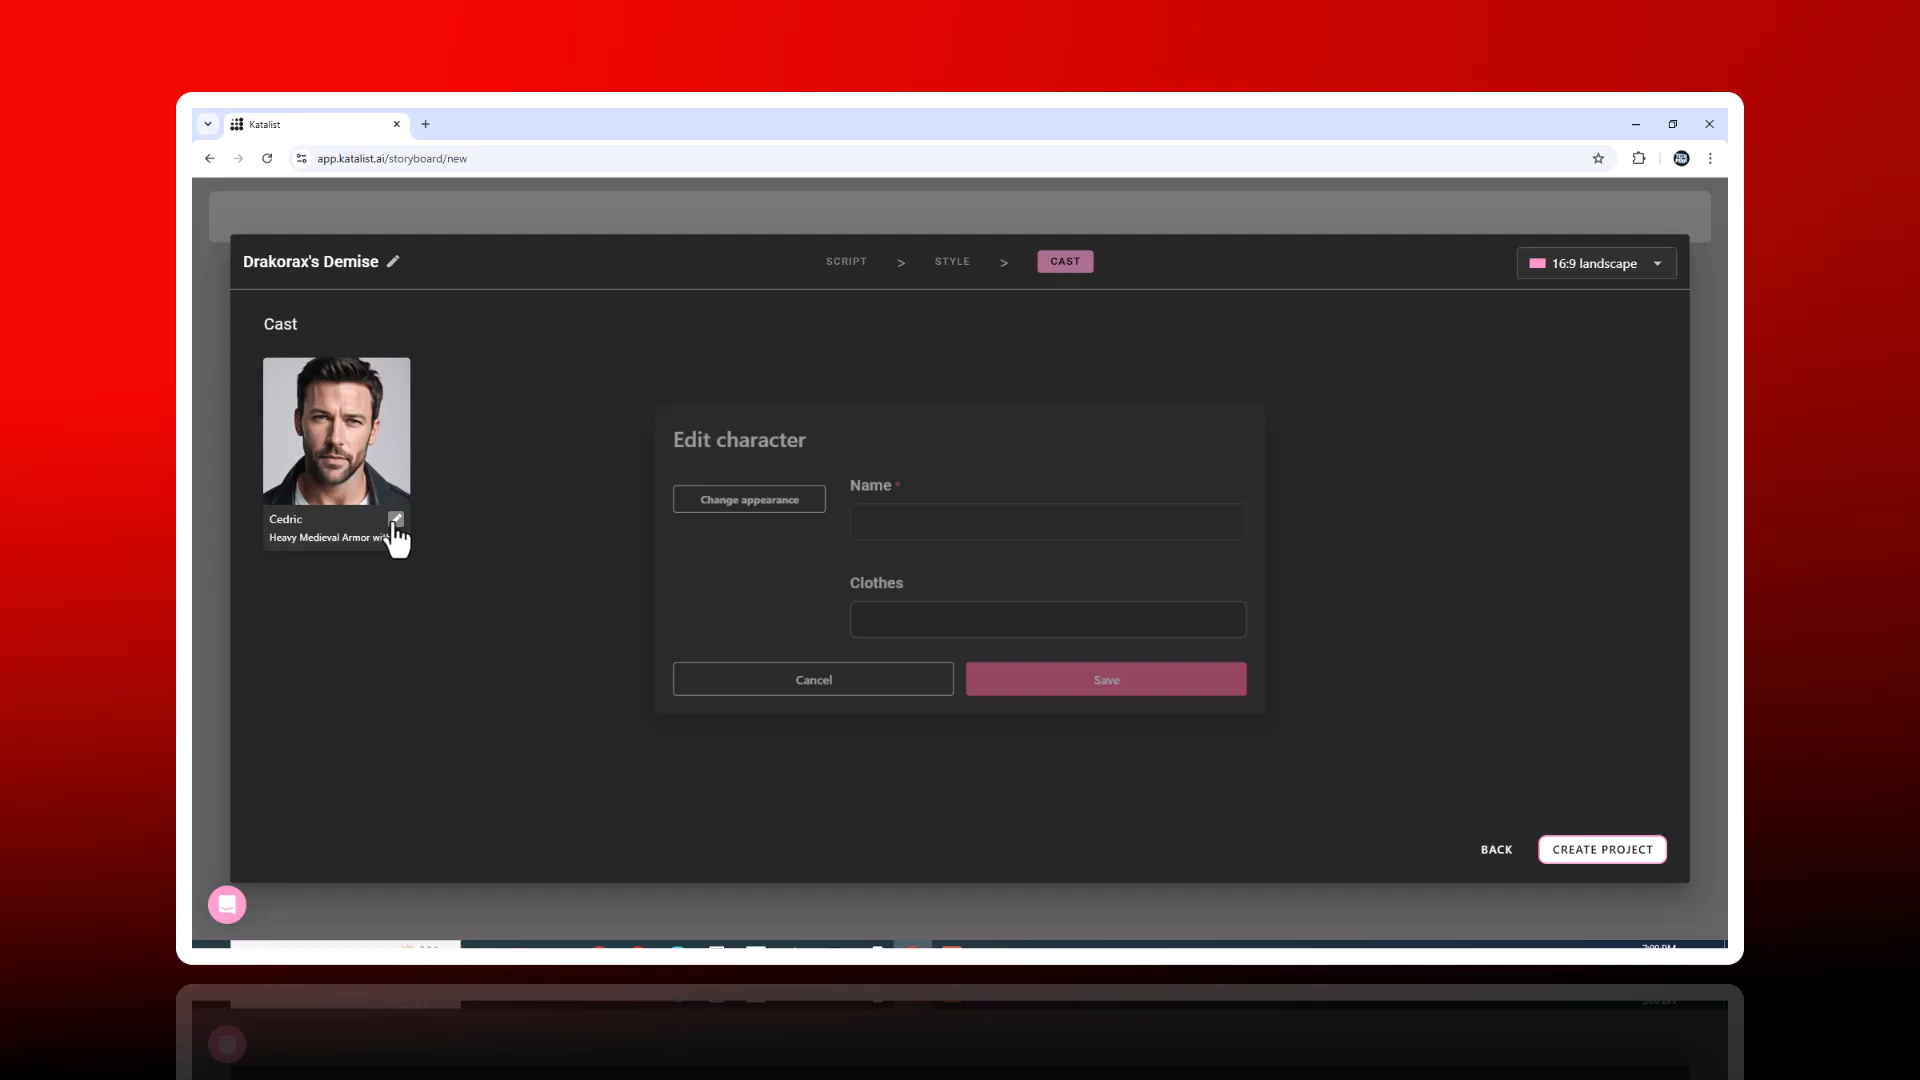 Katalist
app.katalist.ai/storyboard/new
Drakorax's Demise
SCRIPT > STYLE > CAST
16:9 landscape
Cast
Cedric
Heavy Medieval Armor
Edit character
Change appearance
Name *
Clothes
Cancel
Save
BACK
CREATE PROJECT